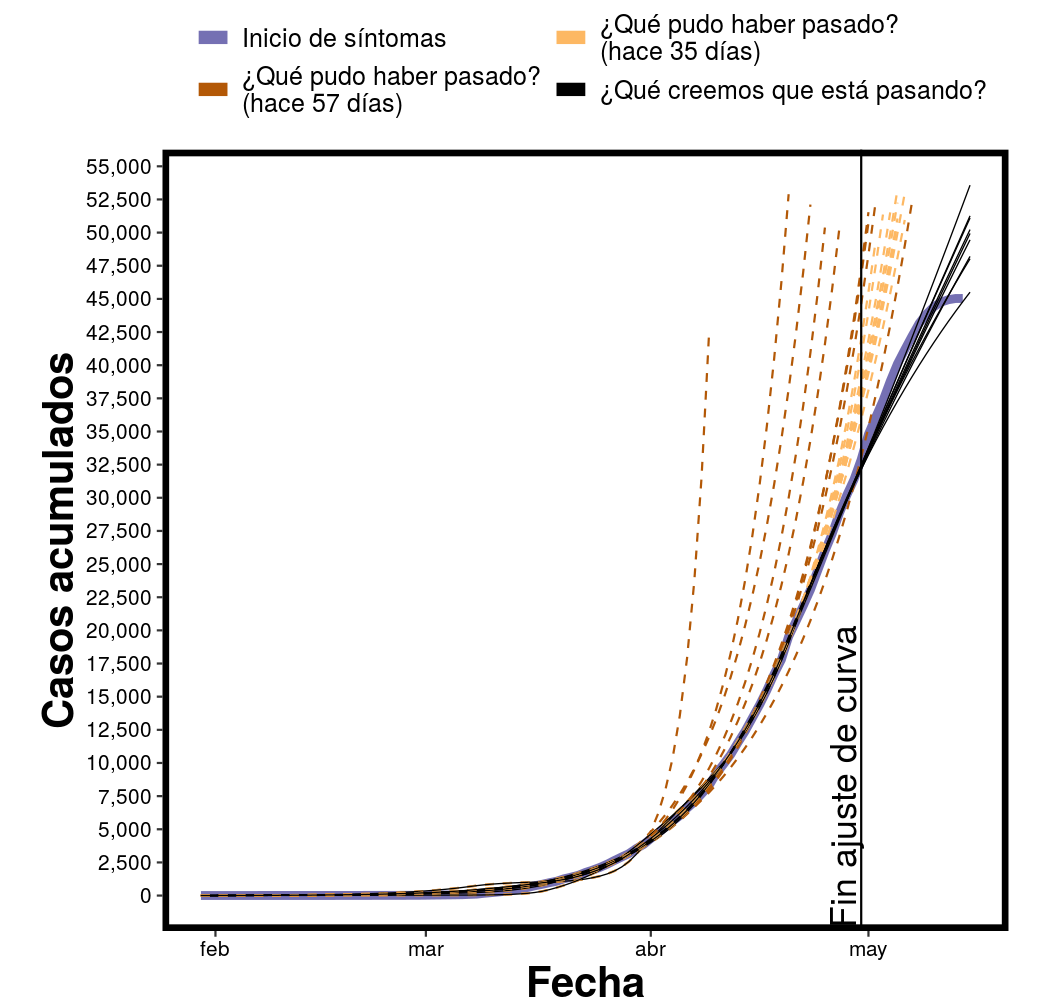 Inicio de síntomas
¿Qué pudo haber pasado?
(hace 57 días)
¿Qué pudo haber pasado?
(hace 35 días)
¿Qué creemos que está pasando?
Casos acumulados
55,000
52,500
50,000
47,500
45,000
42,500
40,000
37,500
35,000
32,500
30,000
27,500
25,000
22,500
20,000
17,500
15,000
12,500
10,000
7,500
5,000
2,500
0
Fin ajuste de curva
feb
mar
abr
may
Fecha